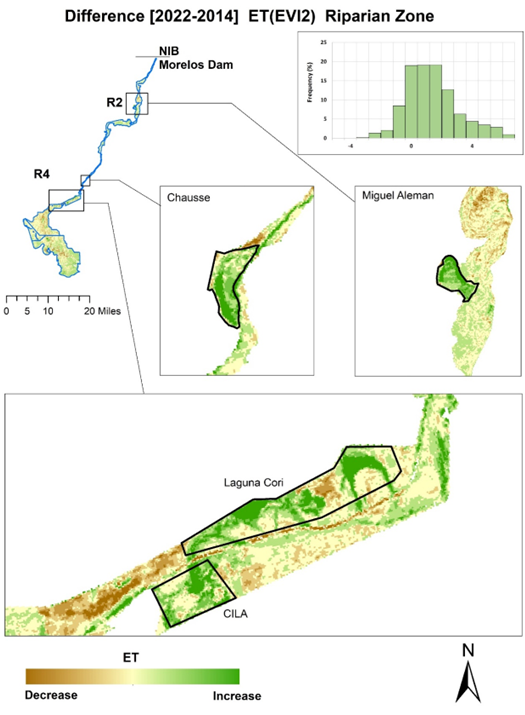 Difference [2022-2014] ET(EVI2) Riparian Zone
NIB
Morelos Dam
R2
R4
0 5 10 20 Miles
Frequency (%)
25
20
15
10
5
0
-4 0 4
Chausse
Miguel Aleman
Laguna Cori
CILA
ET
Decrease Increase
N